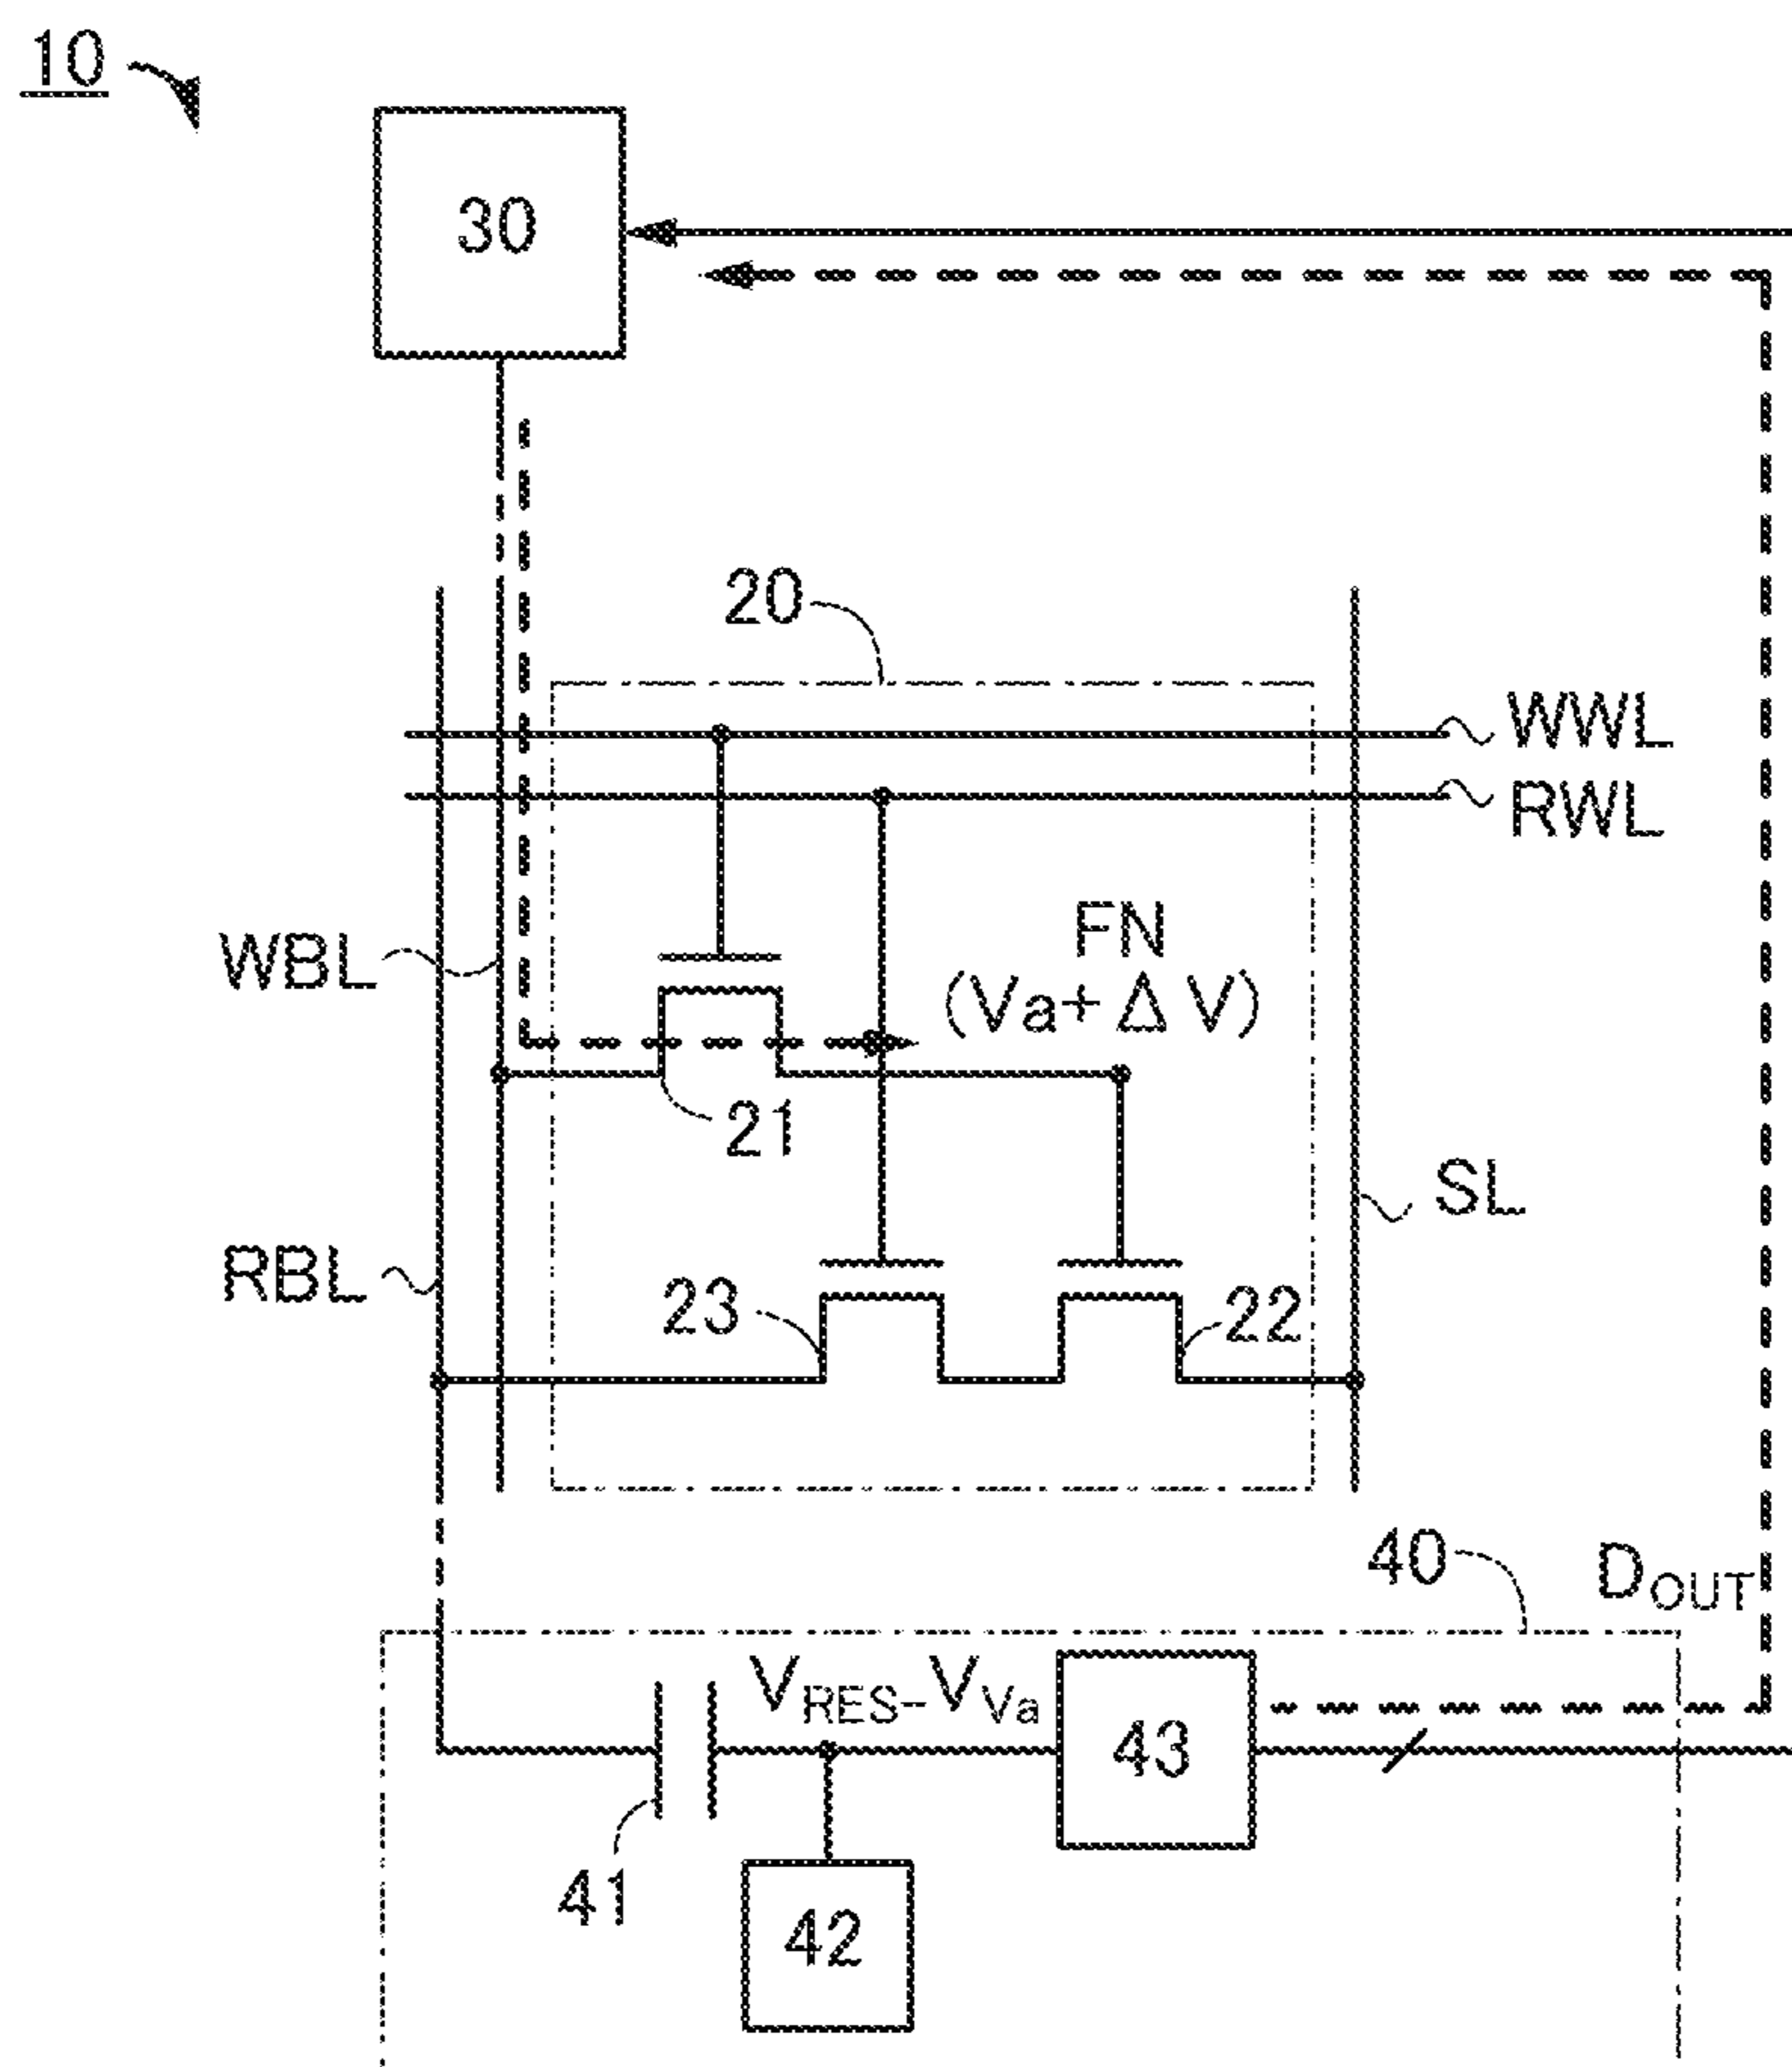 10
30
20
WWL
RWL
WBL
FN
(Va+ΔV)
21
SL
RBL
23
22
40
DOUT
VRES-VVa
43
41
42